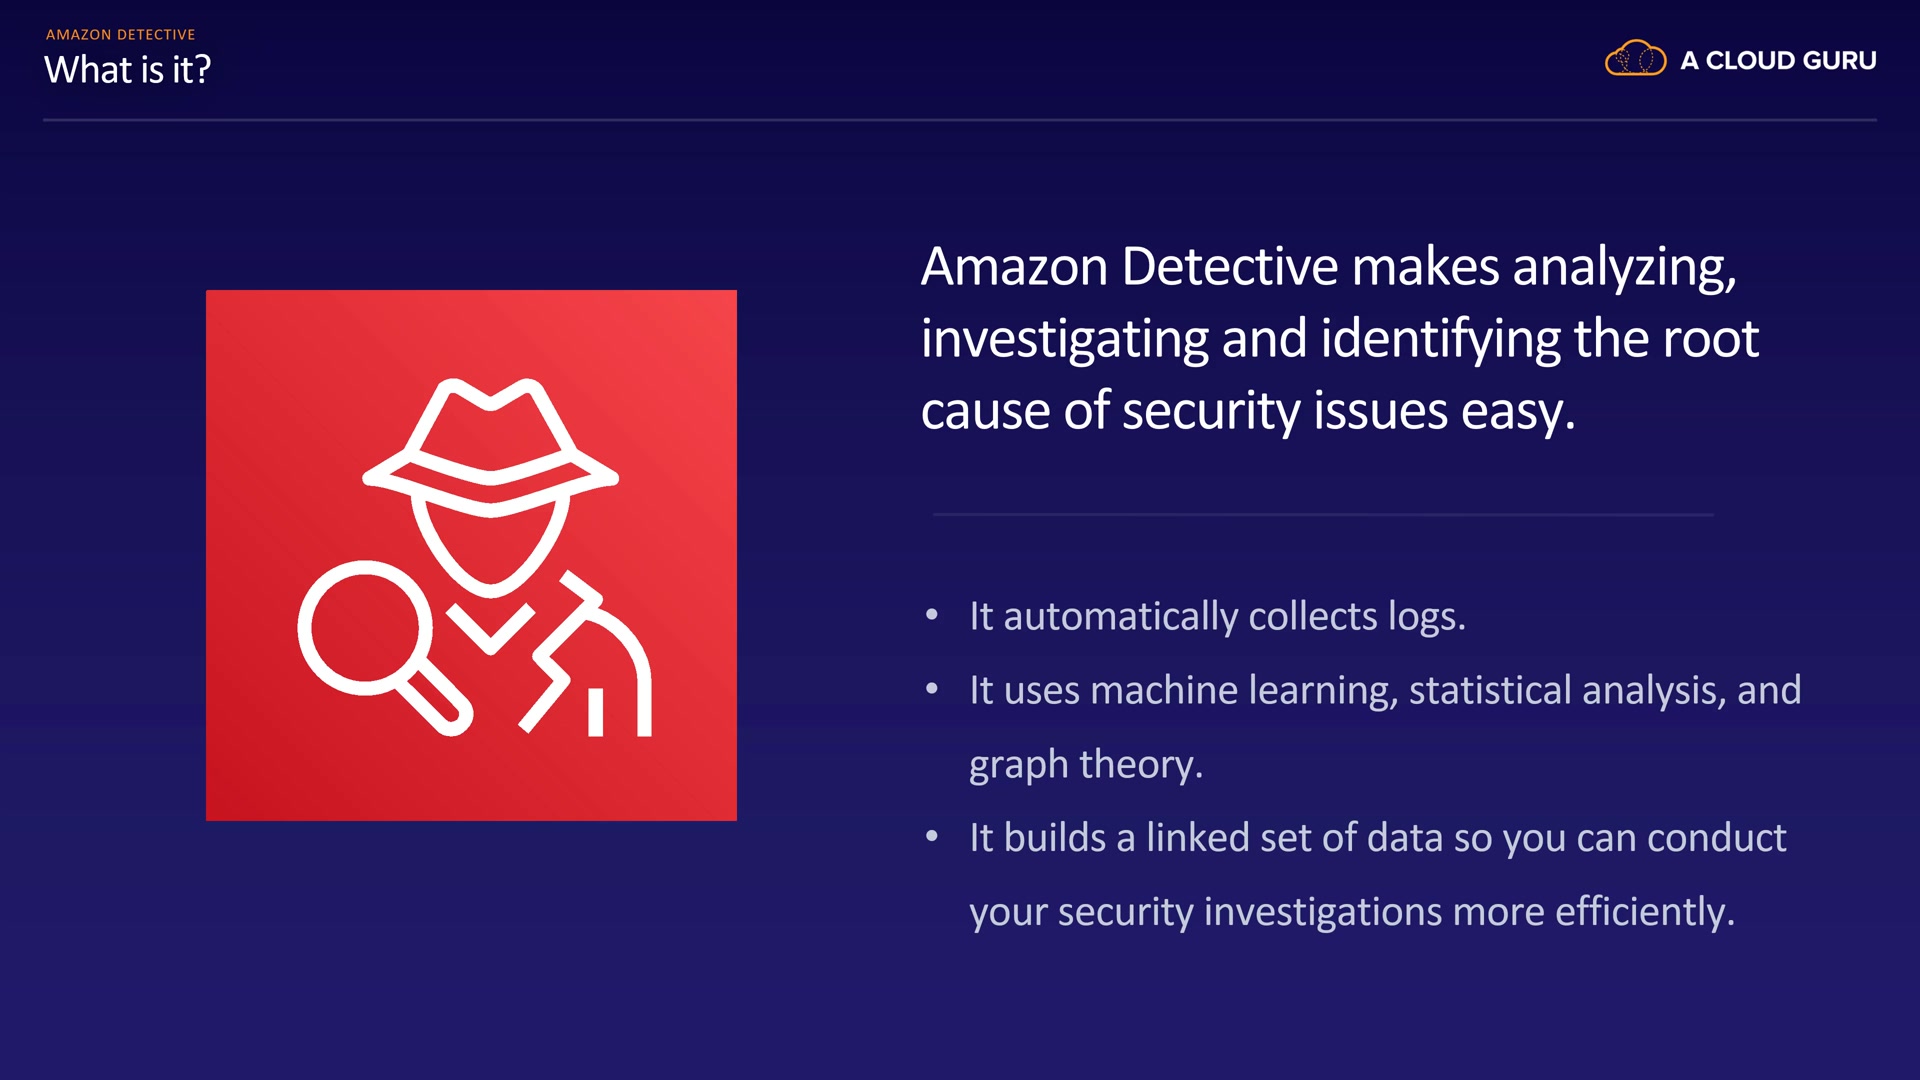 AMAZON DETECTIVE
What is it?
A CLOUD GURU
Amazon Detective makes analyzing,
investigating and identifying the root
cause of security issues easy.
• It automatically collects logs.
• It uses machine learning, statistical analysis, and
graph theory.
• It builds a linked set of data so you can conduct
your security investigations more efficiently.